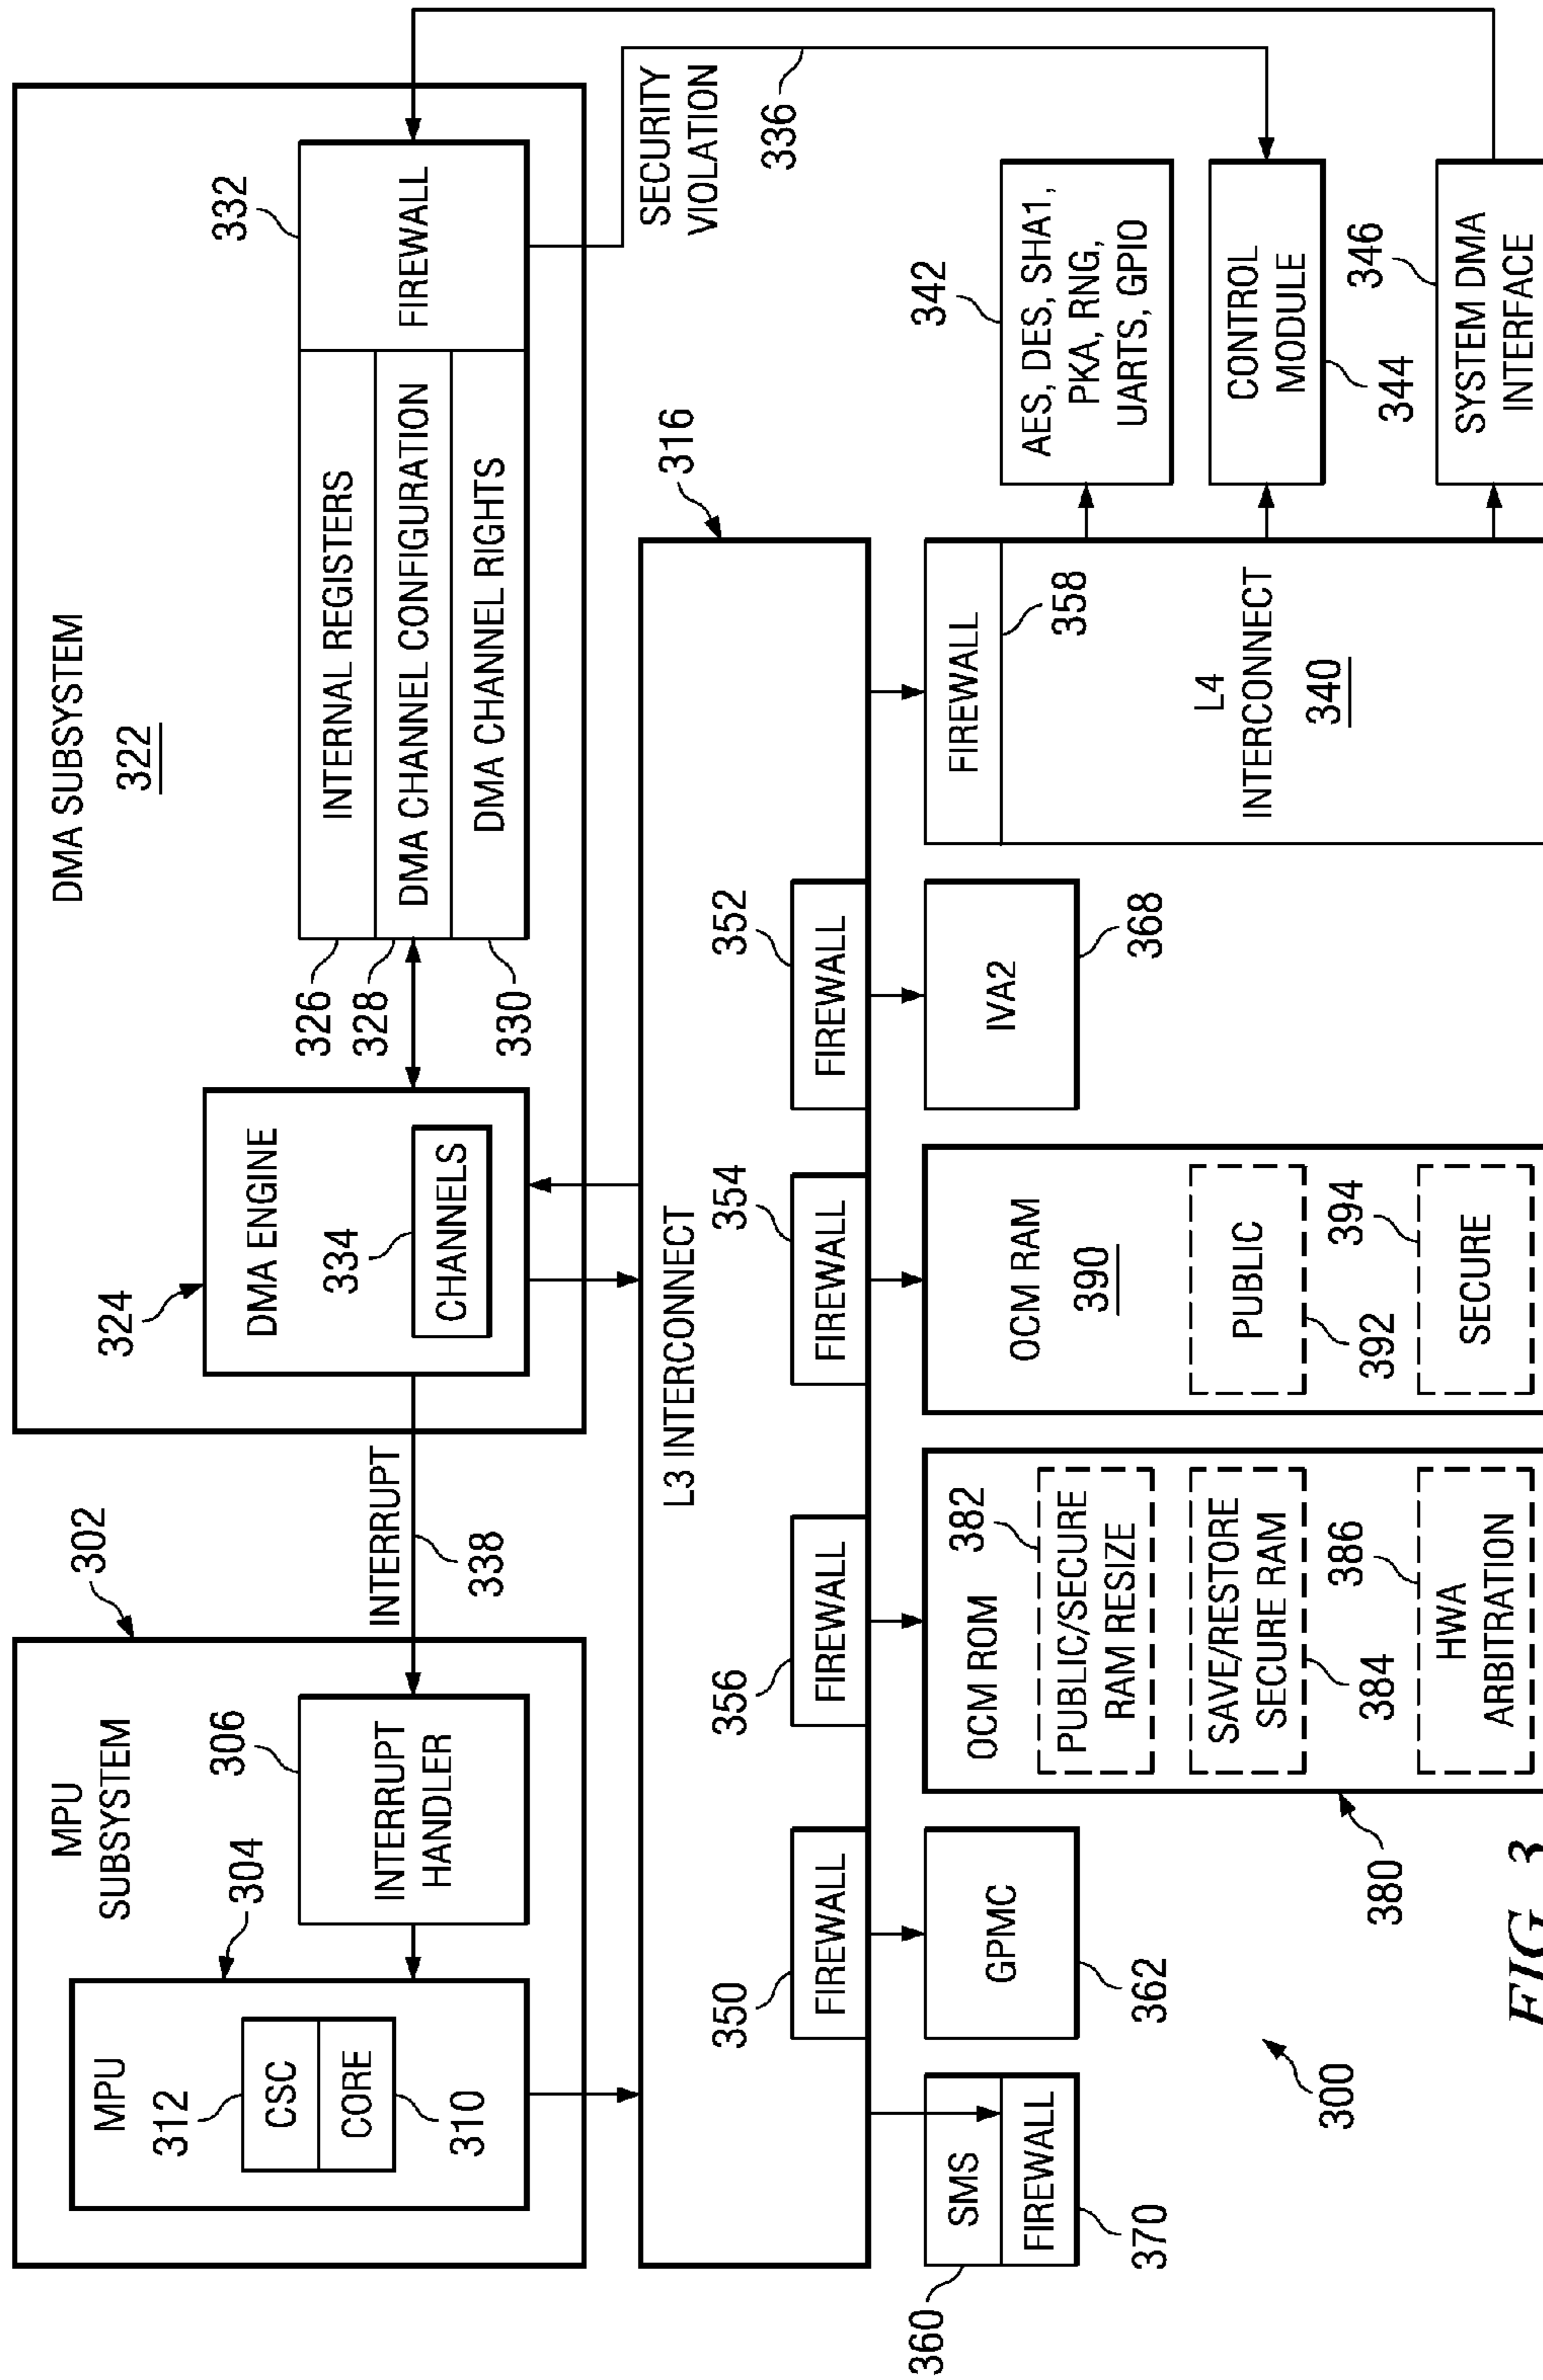 302
MPU
SUBSYSTEM
304
MPU
312
CSC
CORE
310
306
INTERRUPT
HANDLER
INTERRUPT
338
DMA SUBSYSTEM
322
324
DMA ENGINE
334
CHANNELS
326
328
330
INTERNAL REGISTERS
DMA CHANNEL CONFIGURATION
DMA CHANNEL RIGHTS
332
FIREWALL
SECURITY
VIOLATION
336
L3 INTERCONNECT
316
350
FIREWALL
356
FIREWALL
354
FIREWALL
352
FIREWALL
360
SMS
FIREWALL
370
GPMC
362
OCM ROM
382
PUBLIC/SECURE
RAM RESIZE
SAVE/RESTORE
SECURE RAM
384
386
HWA
ARBITRATION
380
OCM RAM
390
PUBLIC
392
394
SECURE
IVA2
368
FIREWALL
358
L4
INTERCONNECT
340
342
AES, DES, SHA1,
PKA, RNG,
UARTS, GPIO
CONTROL
MODULE
344
346
SYSTEM DMA
INTERFACE
300
FIG. 3